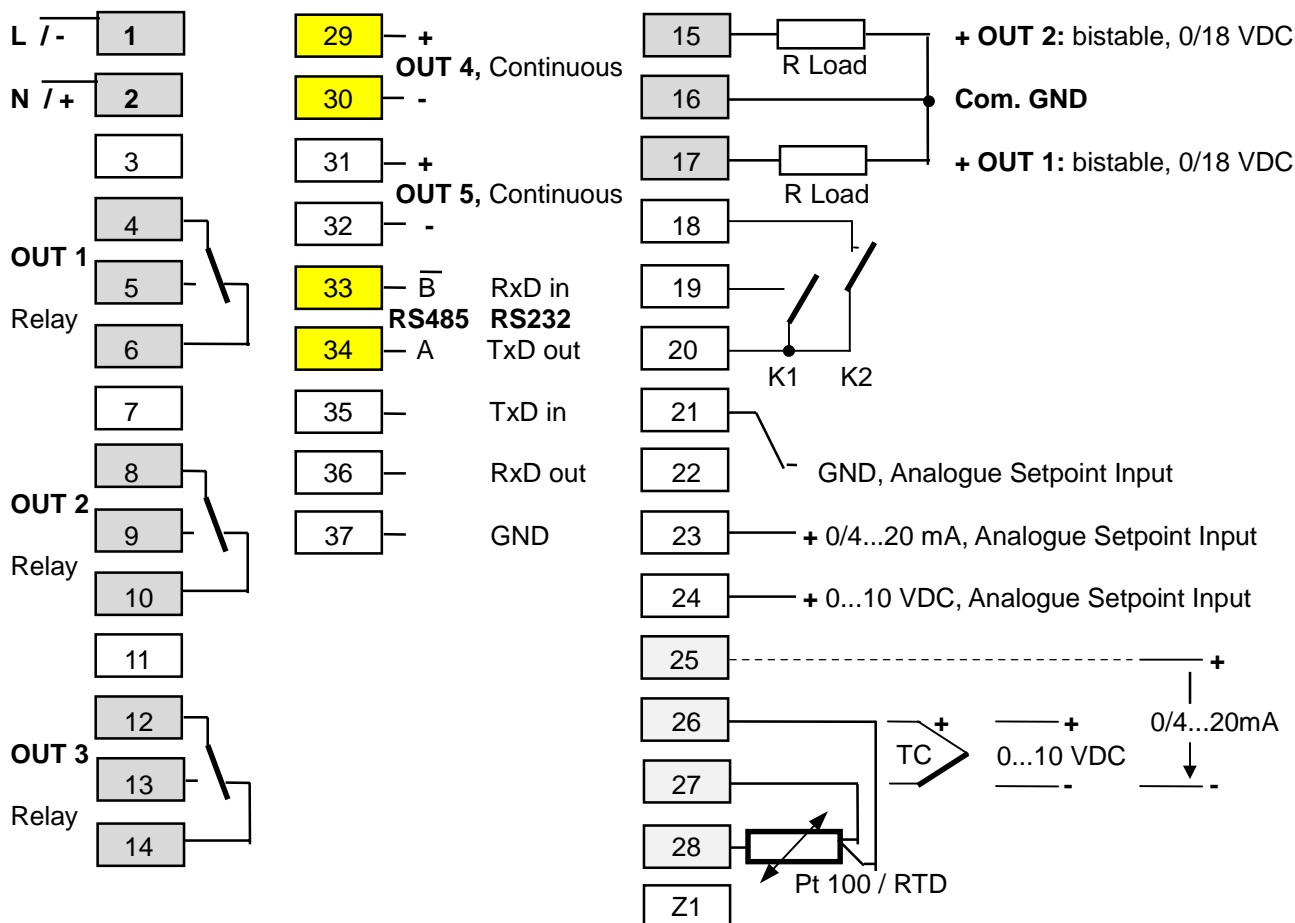 L / - 1
N / + 2
3
4
OUT 1
5
Relay
6
7
8
OUT 2
9
Relay
10
11
12
OUT 3
13
Relay
14
29 +
OUT 4, Continuous
30 -
31 +
OUT 5, Continuous
32 -
33 B̅ RxD in
RS485 RS232
34 A TxD out
35 TxD in
36 RxD out
37 GND
15 + OUT 2: bistable, 0/18 VDC
R Load
16 Com. GND
17 + OUT 1: bistable, 0/18 VDC
R Load
18
19
20
K1 K2
21
22 GND, Analogue Setpoint Input
23 + 0/4...20 mA, Analogue Setpoint Input
24 + 0...10 VDC, Analogue Setpoint Input
25 +
26 + + 0/4...20mA
TC 0...10 VDC
27 - -
28
Pt 100 / RTD
Z1